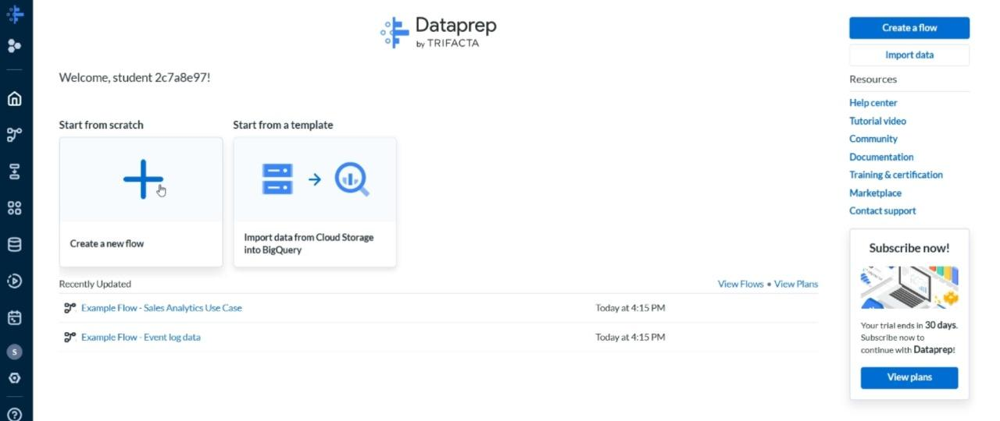 Dataprep
by TRIFACTA
Create a flow
Import data
Welcome, student 2c7a8e97!
Resources
Help center
Tutorial video
Community
Documentation
Training & certification
Marketplace
Contact support
Start from scratch
Start from a template
Create a new flow
Import data from Cloud Storage
into BigQuery
Subscribe now!
Your trial ends in 30 days.
Subscribe now to
continue with Dataprep!
View plans
Recently Updated
View Flows • View Plans
Example Flow - Sales Analytics Use Case
Today at 4:15 PM
Example Flow - Event log data
Today at 4:15 PM
S